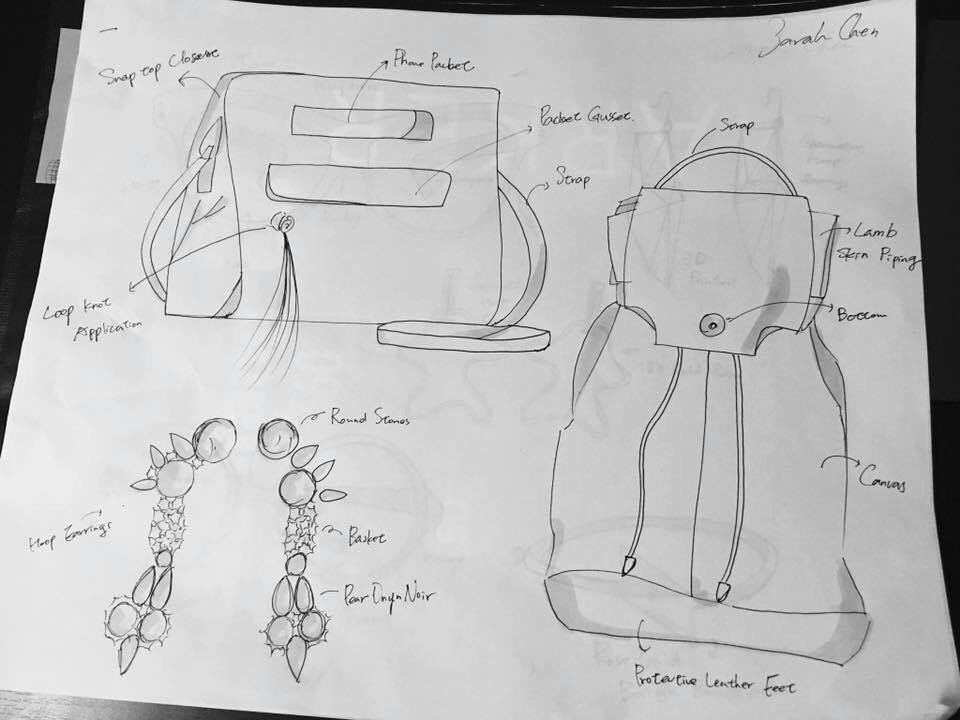 Sarah Chen
Snap top Closure
Phone Pocket
Pocket Gusset.
Strap
Strap
Lamb
Skin Piping
Loop Knot
Application
Bottom
Round Stones
Canvas
Hoop Earrings
Basket
Pear Onyn Noir
Protective Leather Feet